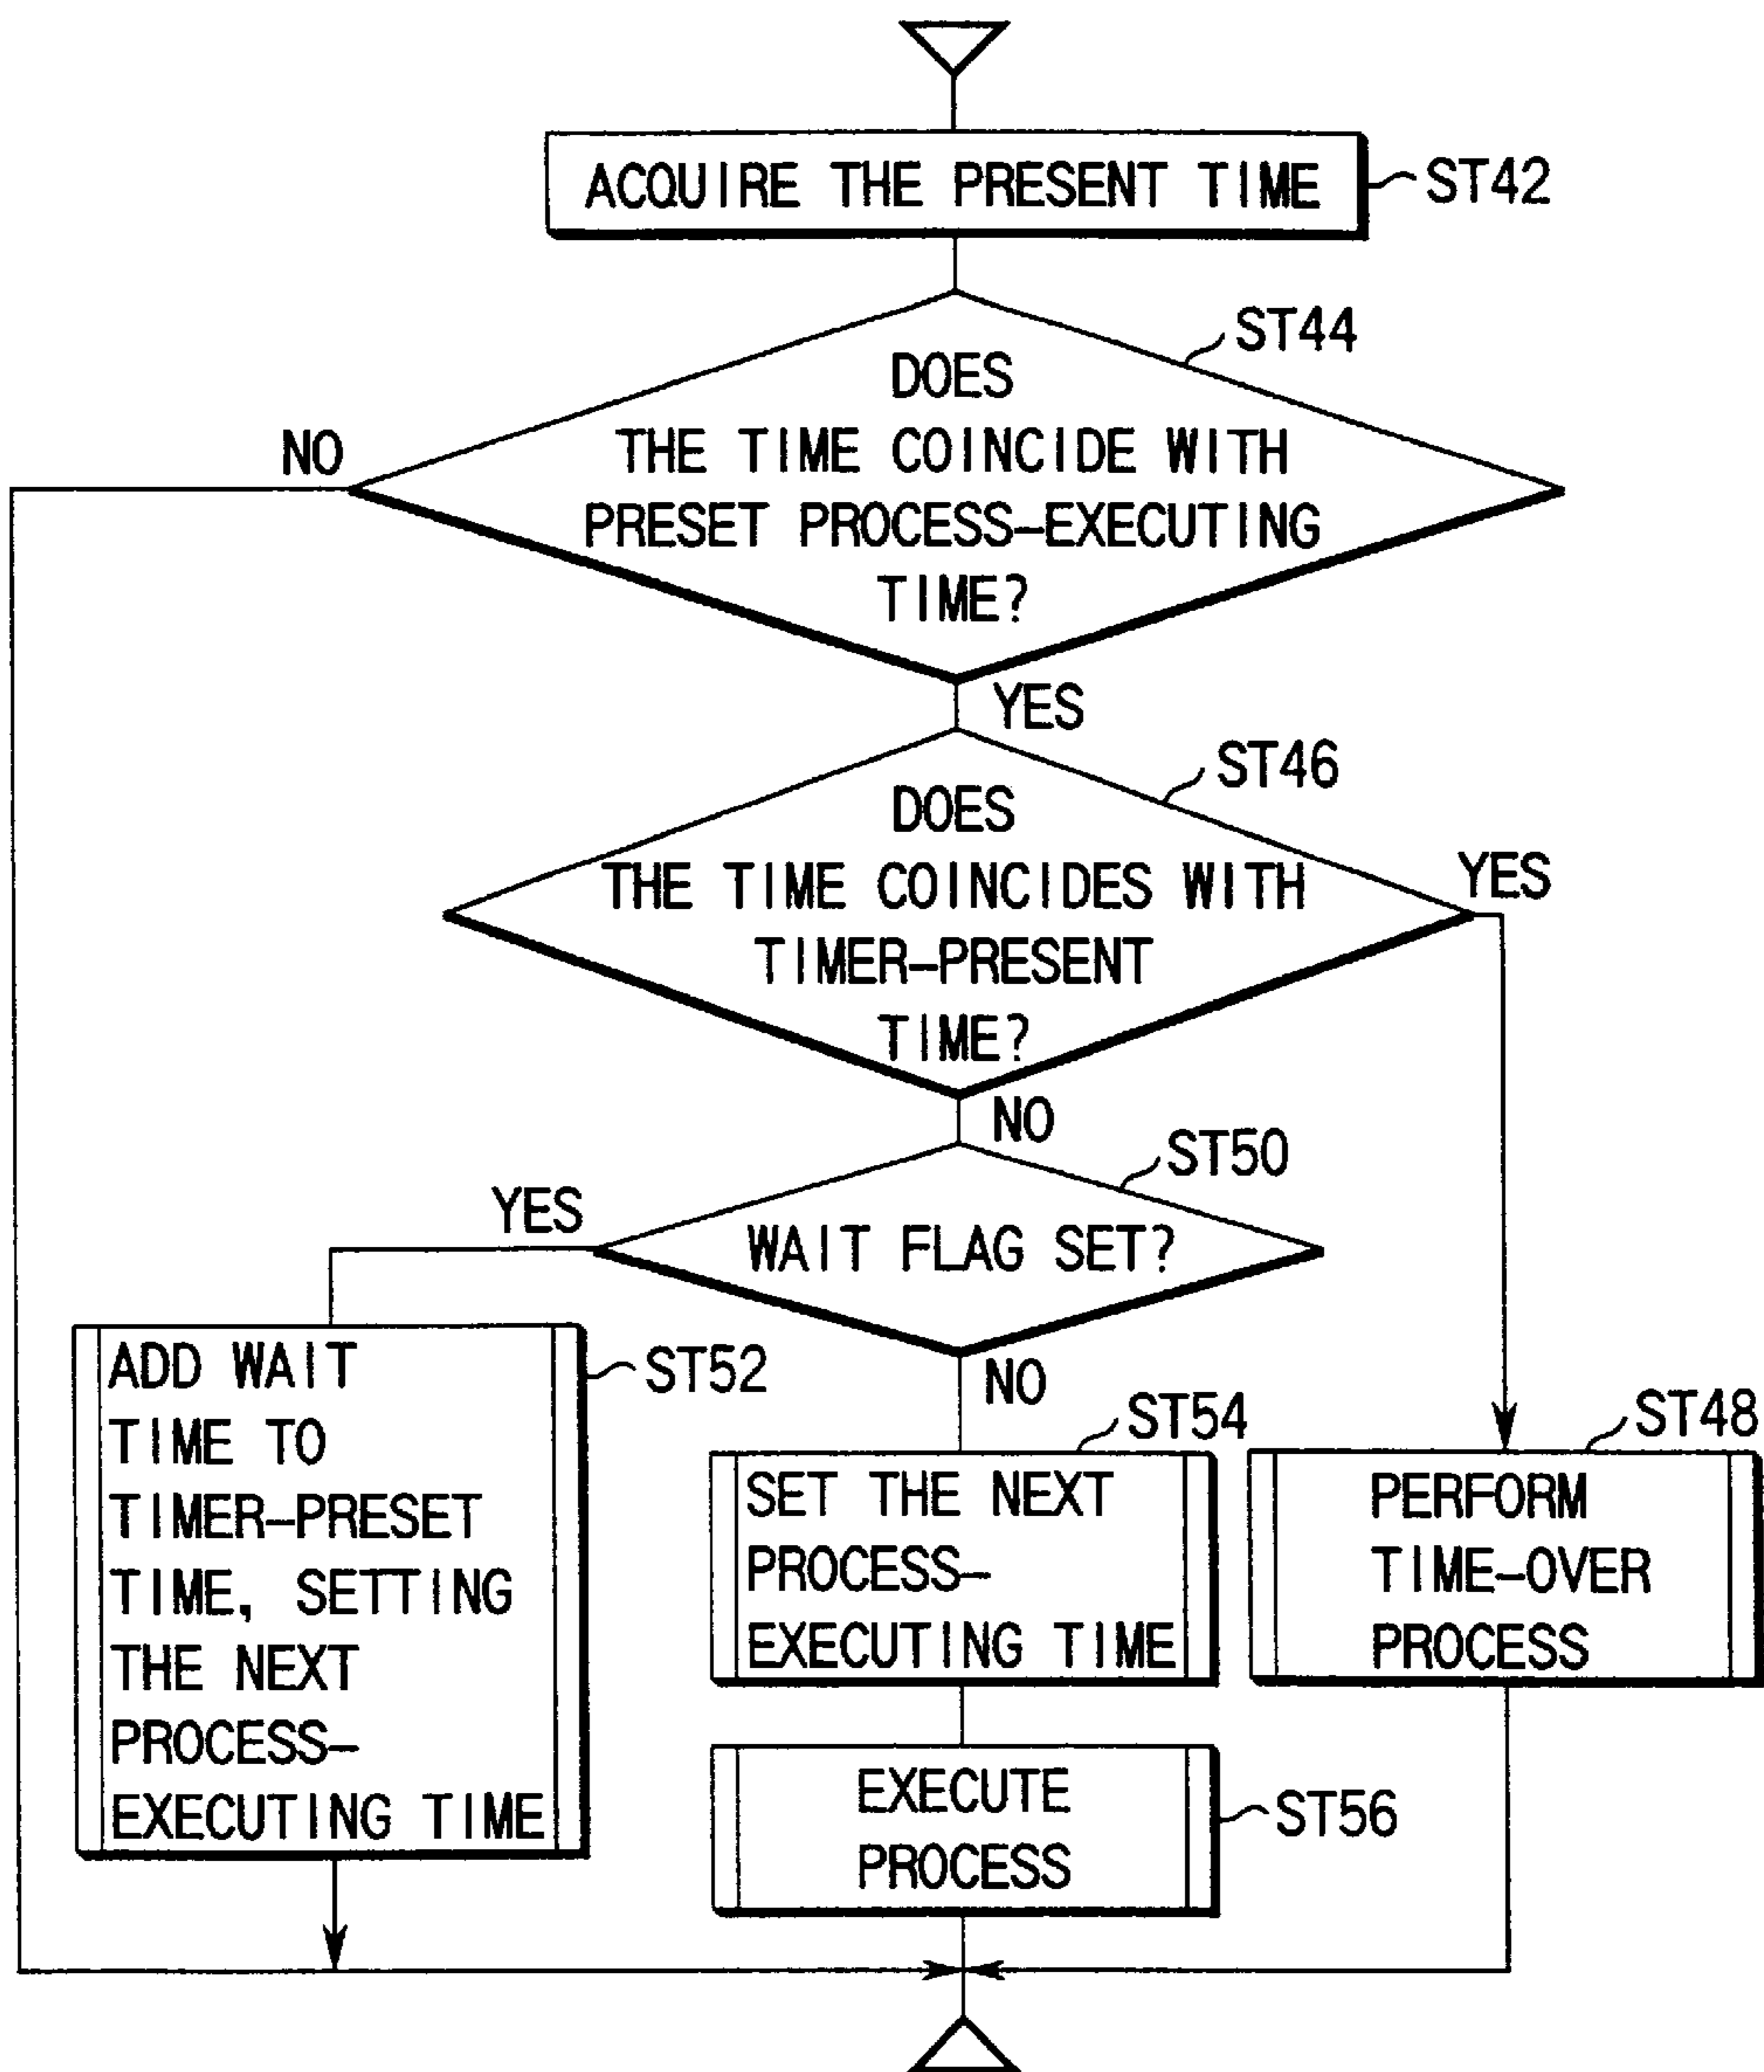 ACQUIRE THE PRESENT TIME
ST42
ST44
DOES
THE TIME COINCIDE WITH
PRESET PROCESS-EXECUTING
TIME?
NO
YES
ST46
DOES
THE TIME COINCIDES WITH
TIMER-PRESENT
TIME?
YES
NO
ST50
WAIT FLAG SET?
YES
NO
ADD WAIT
TIME TO
TIMER-PRESET
TIME, SETTING
THE NEXT
PROCESS-
EXECUTING TIME
ST52
ST54
SET THE NEXT
PROCESS-
EXECUTING TIME
ST48
PERFORM
TIME-OVER
PROCESS
EXECUTE
PROCESS
ST56